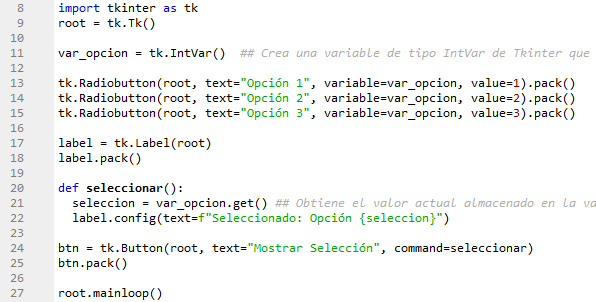 8 import tkinter as tk
9 root = tk.Tk()
10
11 var_opcion = tk.IntVar()  ## Crea una variable de tipo IntVar de Tkinter que
12
13 tk.Radiobutton(root, text="Opción 1", variable=var_opcion, value=1).pack()
14 tk.Radiobutton(root, text="Opción 2", variable=var_opcion, value=2).pack()
15 tk.Radiobutton(root, text="Opción 3", variable=var_opcion, value=3).pack()
16
17 label = tk.Label(root)
18 label.pack()
19
20 def seleccionar():
21   seleccion = var_opcion.get() ## Obtiene el valor actual almacenado en la va
22   label.config(text=f"Seleccionado: Opción {seleccion}")
23
24 btn = tk.Button(root, text="Mostrar Selección", command=seleccionar)
25 btn.pack()
26
27 root.mainloop()